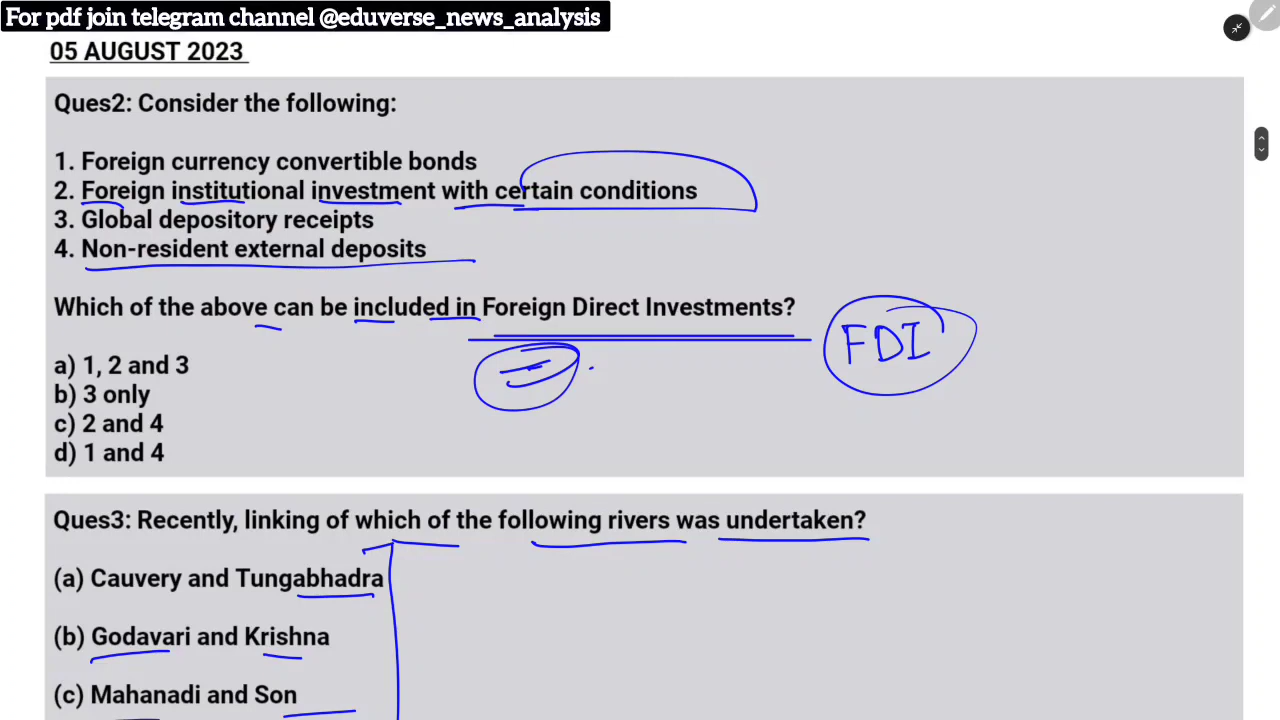 For pdf join telegram channel @eduverse_news_analysis
05 AUGUST 2023
Ques2: Consider the following:
1. Foreign currency convertible bonds
2. Foreign institutional investment with certain conditions
3. Global depository receipts
4. Non-resident external deposits
Which of the above can be included in Foreign Direct Investments?
FDI
a) 1, 2 and 3
b) 3 only
c) 2 and 4
d) 1 and 4
Ques3: Recently, linking of which of the following rivers was undertaken?
(a) Cauvery and Tungabhadra
(b) Godavari and Krishna
(c) Mahanadi and Son